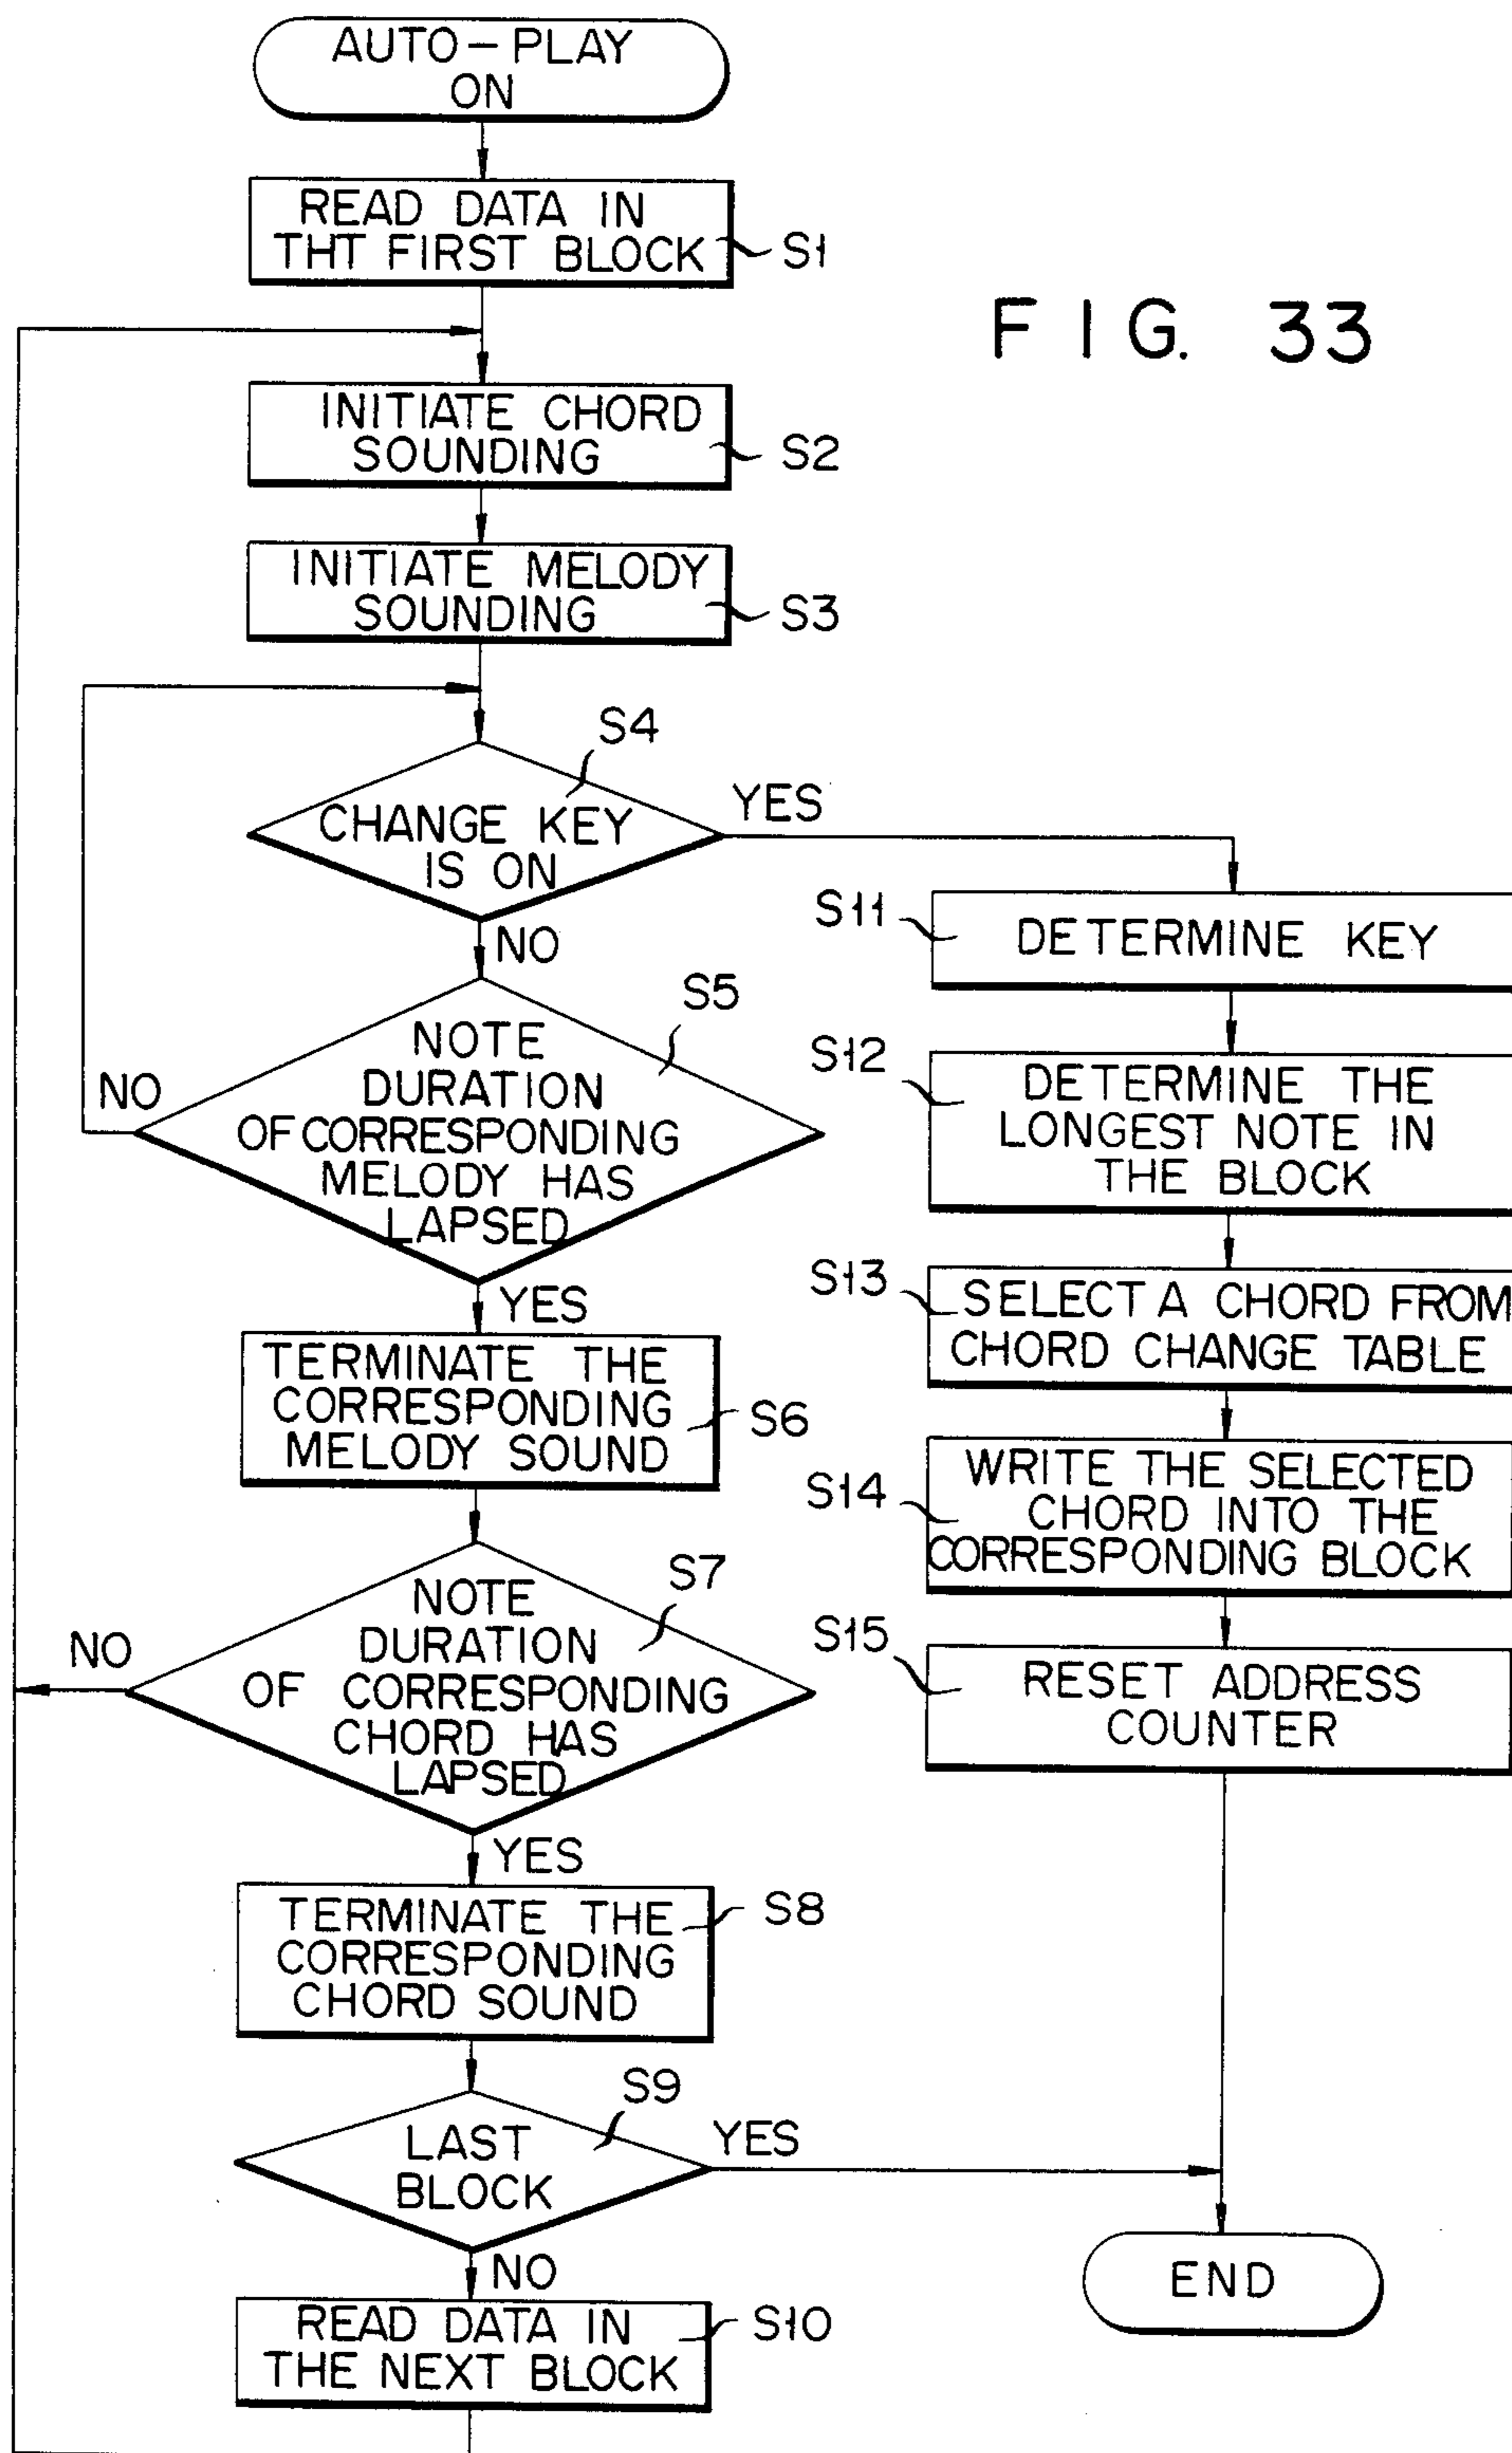 AUTO-PLAY
ON
READ DATA IN
THT FIRST BLOCK
S1
FIG. 33
INITIATE CHORD
SOUNDING
S2
INITIATE MELODY
SOUNDING
S3
S4
CHANGE KEY
IS ON
YES
NO
S5
NOTE
DURATION
OF CORRESPONDING
MELODY HAS
LAPSED
NO
YES
TERMINATE THE
CORRESPONDING
MELODY SOUND
S6
S7
NOTE
DURATION
OF CORRESPONDING
CHORD HAS
LAPSED
NO
YES
TERMINATE THE
CORRESPONDING
CHORD SOUND
S8
S9
LAST
BLOCK
YES
NO
READ DATA IN
THE NEXT BLOCK
S10
S11
DETERMINE KEY
S12
DETERMINE THE
LONGEST NOTE IN
THE BLOCK
S13
SELECT A CHORD FROM
CHORD CHANGE TABLE
S14
WRITE THE SELECTED
CHORD INTO THE
CORRESPONDING BLOCK
S15
RESET ADDRESS
COUNTER
END